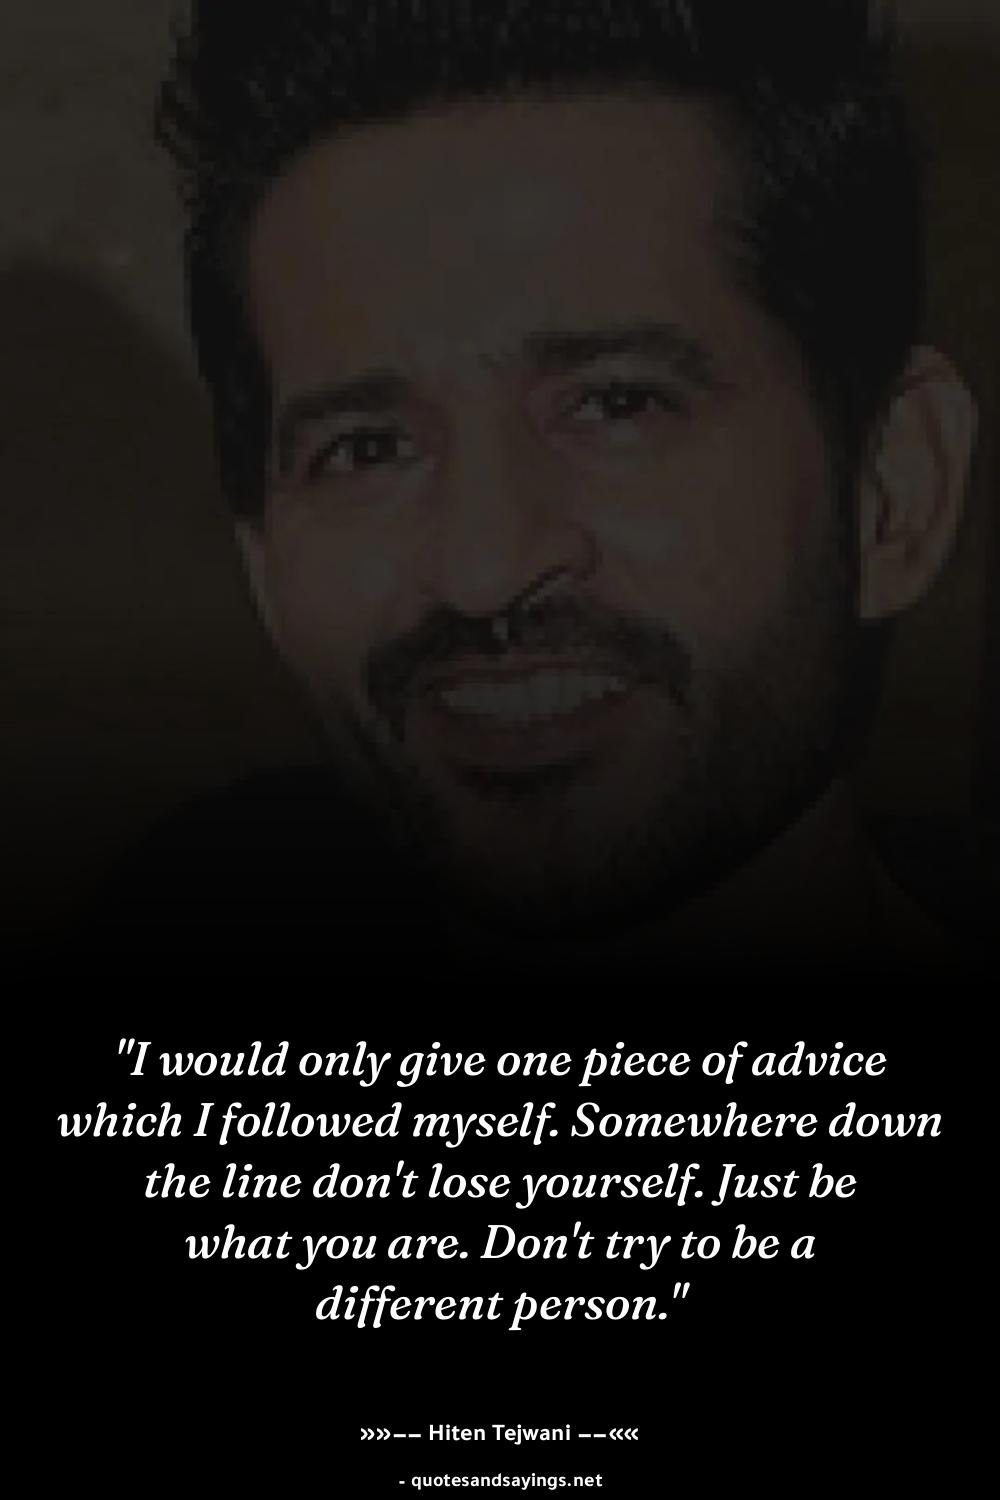 "I would only give one piece of advice
which I followed myself. Somewhere down
the line don't lose yourself. Just be
what you are. Don't try to be a
different person."
»»−− Hiten Tejwani −−««
- quotesandsayings.net